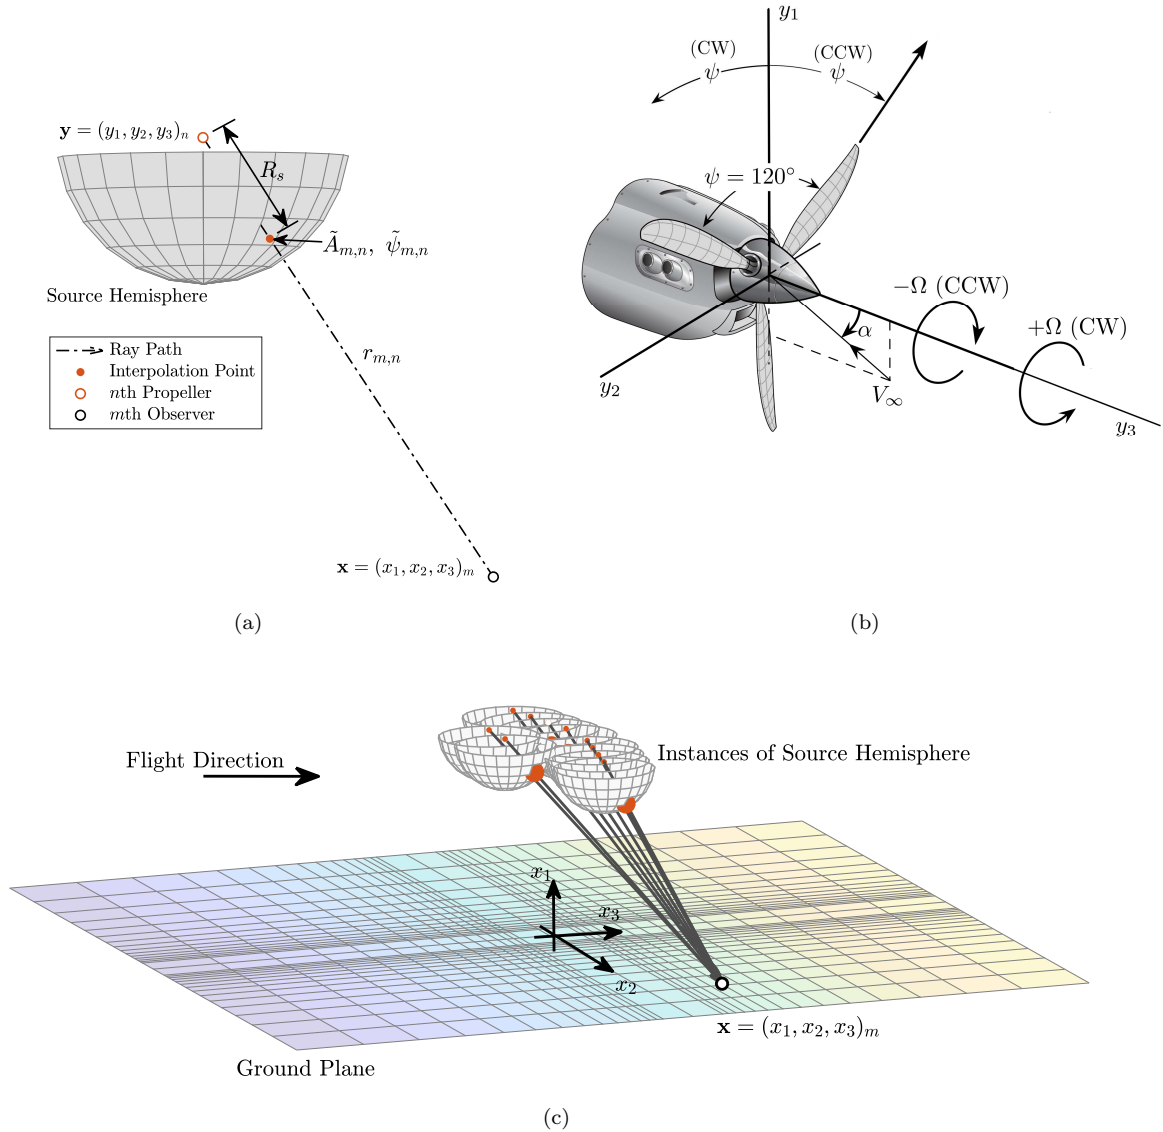 y = (y₁, y₂, y₃)ₙ
Rₛ
Ãₘ,ₙ, ψ̃ₘ,ₙ
Source Hemisphere
Ray Path
Interpolation Point
nth Propeller
mth Observer
rₘ,ₙ
x = (x₁, x₂, x₃)ₘ
(a)
y₁
(CW)
ψ
(CCW)
ψ
ψ = 120°
−Ω (CCW)
+Ω (CW)
α
V∞
y₂
y₃
(b)
Flight Direction
Instances of Source Hemisphere
x₁
x₃
x₂
x = (x₁, x₂, x₃)ₘ
Ground Plane
(c)